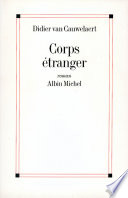 Didier van Cauwelaert
Corps
étranger
roman
Albin Michel